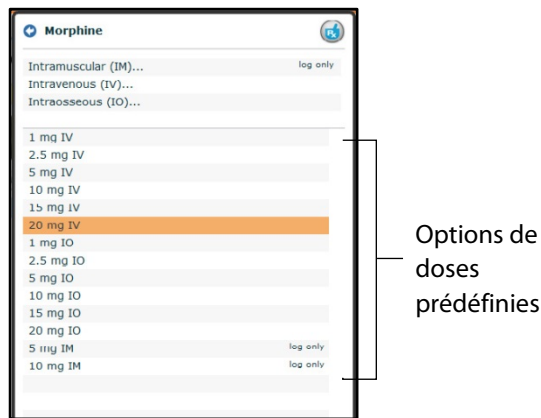 Morphine
Intramuscular (IM)... log only
Intravenous (IV)...
Intraosseous (IO)...
1 mg IV
2.5 mg IV
5 mg IV
10 mg IV
15 mg IV
20 mg IV
1 mg IO
2.5 mg IO
5 mg IO
10 mg IO
15 mg IO
20 mg IO
5 mg IM log only
10 mg IM log only
Options de
doses
prédéfinies